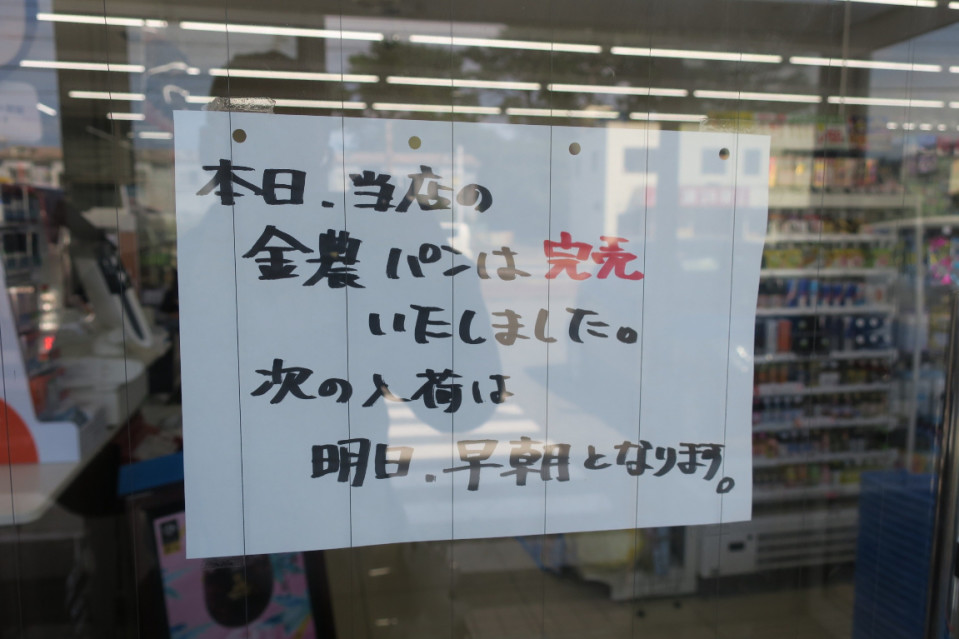 本日、当店の
金農パンは完売
いたしました。
次の入荷は
明日、早朝となります。